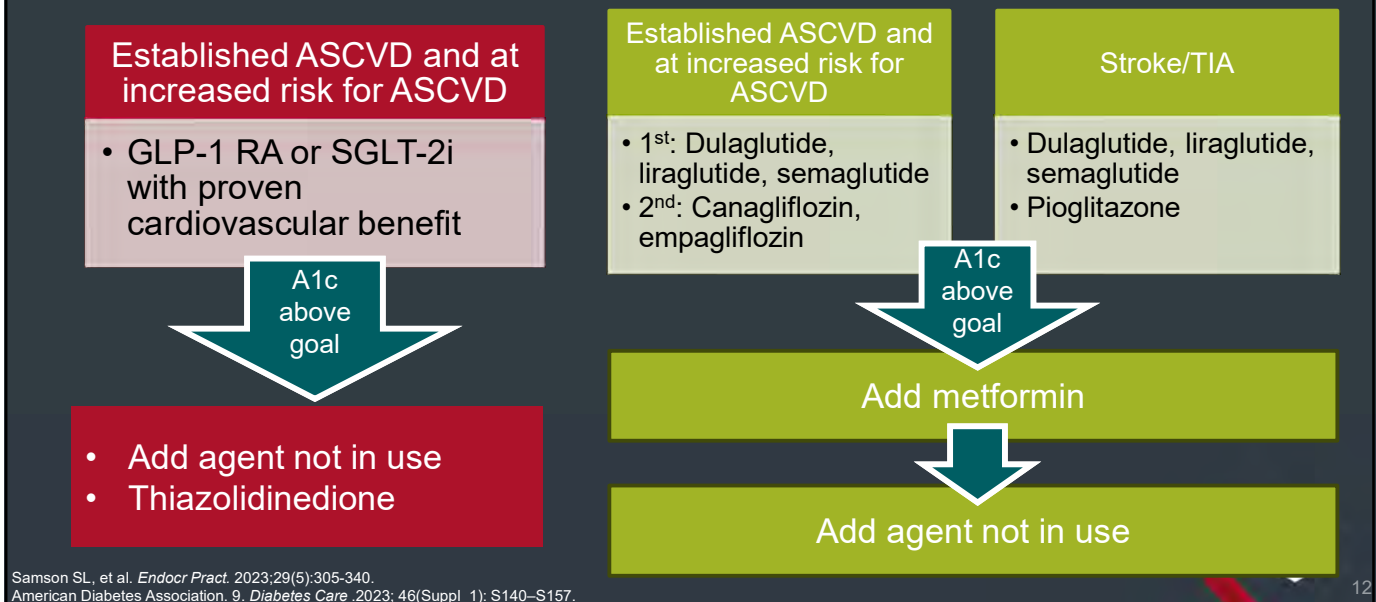 Established ASCVD and at
increased risk for ASCVD
• GLP-1 RA or SGLT-2i
with proven
cardiovascular benefit
A1c
above
goal
• Add agent not in use
• Thiazolidinedione
Established ASCVD and
at increased risk for
ASCVD
• 1st: Dulaglutide,
liraglutide, semaglutide
• 2nd: Canagliflozin,
empagliflozin
Stroke/TIA
• Dulaglutide, liraglutide,
semaglutide
• Pioglitazone
A1c
above
goal
Add metformin
Add agent not in use
Samson SL, et al. Endocr Pract. 2023;29(5):305-340.
American Diabetes Association. 9. Diabetes Care .2023; 46(Suppl_1): S140–S157.
12